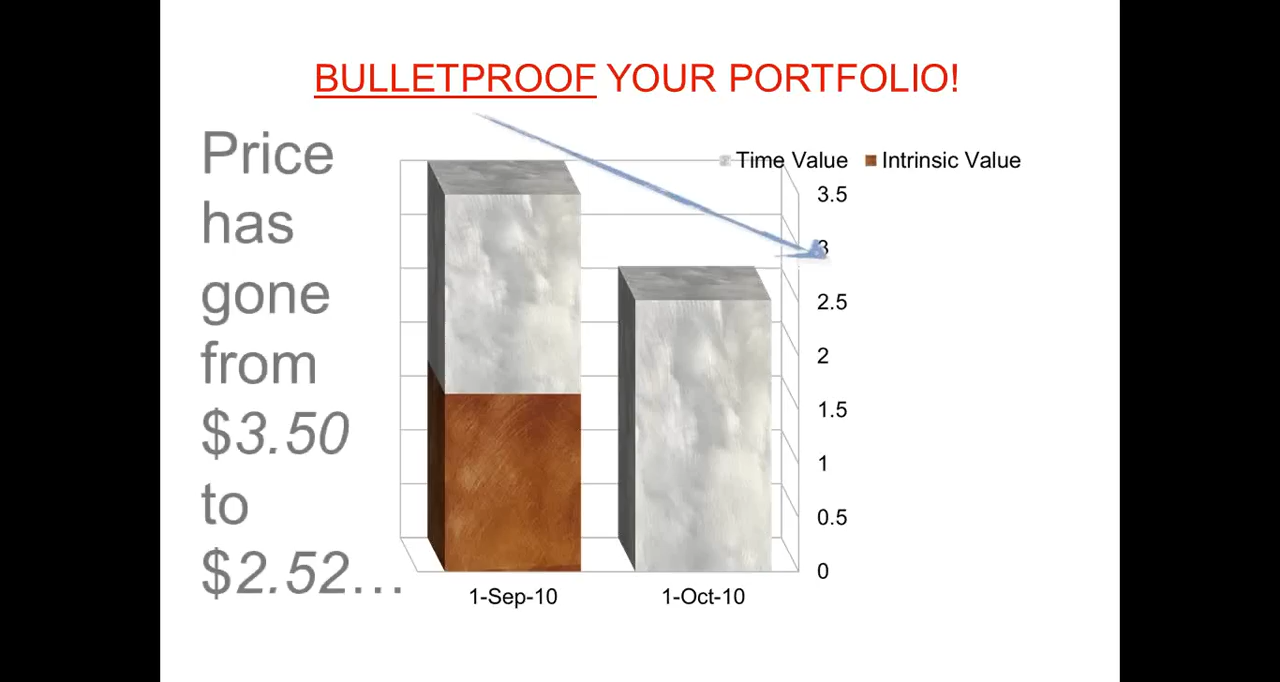 BULLETPROOF YOUR PORTFOLIO!
Price
has
gone
from
$3.50
to
$2.52…
Time Value
Intrinsic Value
3.5
3
2.5
2
1.5
1
0.5
0
1-Sep-10
1-Oct-10